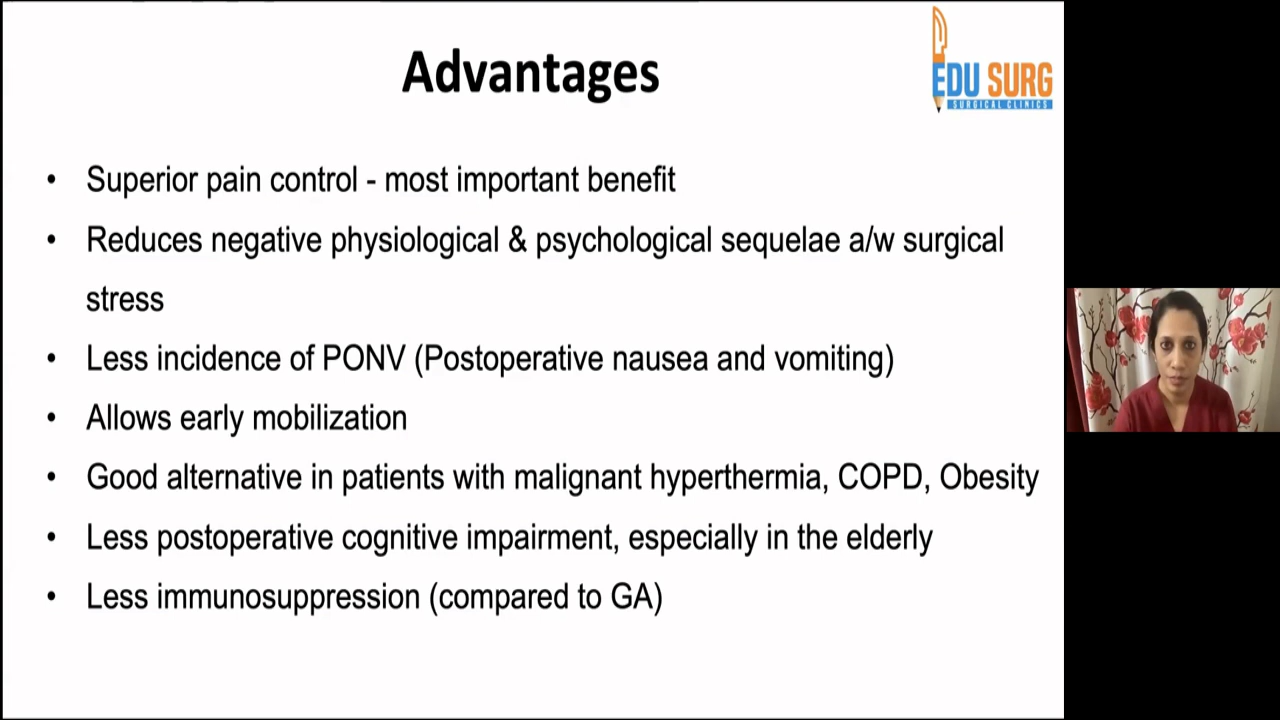 Advantages
EDU SURG
SURGICAL CLINICS
• Superior pain control - most important benefit
• Reduces negative physiological & psychological sequelae a/w surgical
stress
• Less incidence of PONV (Postoperative nausea and vomiting)
• Allows early mobilization
• Good alternative in patients with malignant hyperthermia, COPD, Obesity
• Less postoperative cognitive impairment, especially in the elderly
• Less immunosuppression (compared to GA)